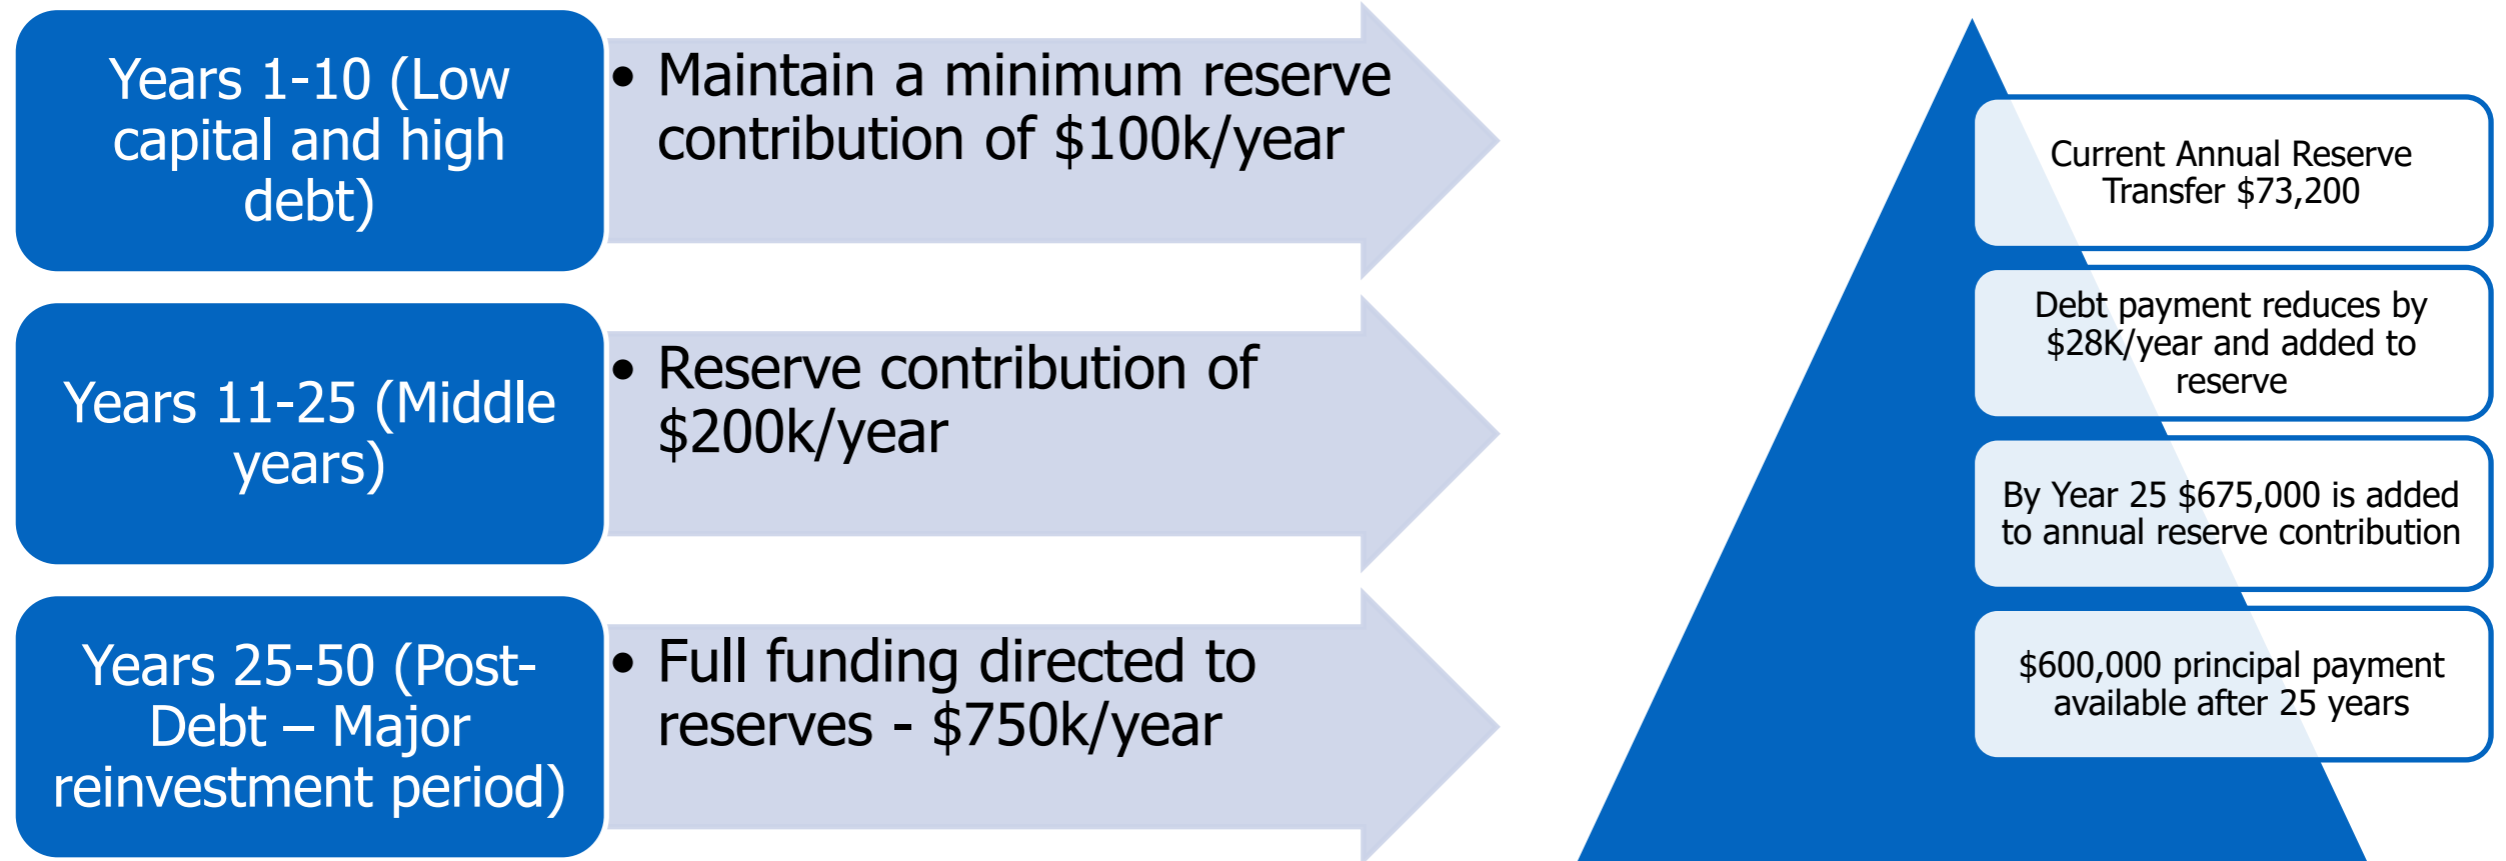 Years 1-10 (Low
capital and high
debt)
• Maintain a minimum reserve
contribution of $100k/year
Years 11-25 (Middle
years)
• Reserve contribution of
$200k/year
Years 25-50 (Post-
Debt – Major
reinvestment period)
• Full funding directed to
reserves - $750k/year
Current Annual Reserve
Transfer $73,200
Debt payment reduces by
$28K/year and added to
reserve
By Year 25 $675,000 is added
to annual reserve contribution
$600,000 principal payment
available after 25 years